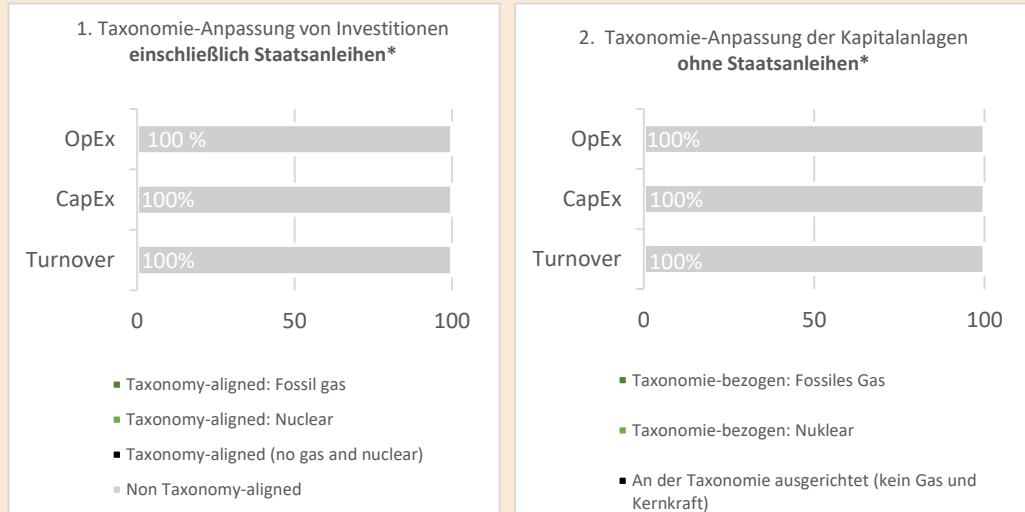 1. Taxonomie-Anpassung von Investitionen
einschließlich Staatsanleihen*
OpEx
100 %
CapEx
100%
Turnover
100%
0
50
100
Taxonomy-aligned: Fossil gas
Taxonomy-aligned: Nuclear
Taxonomy-aligned (no gas and nuclear)
Non Taxonomy-aligned
2. Taxonomie-Anpassung der Kapitalanlagen
ohne Staatsanleihen*
OpEx
100%
CapEx
100%
Turnover
100%
0
50
100
Taxonomie-bezogen: Fossiles Gas
Taxonomie-bezogen: Nuklear
An der Taxonomie ausgerichtet (kein Gas und
Kernkraft)